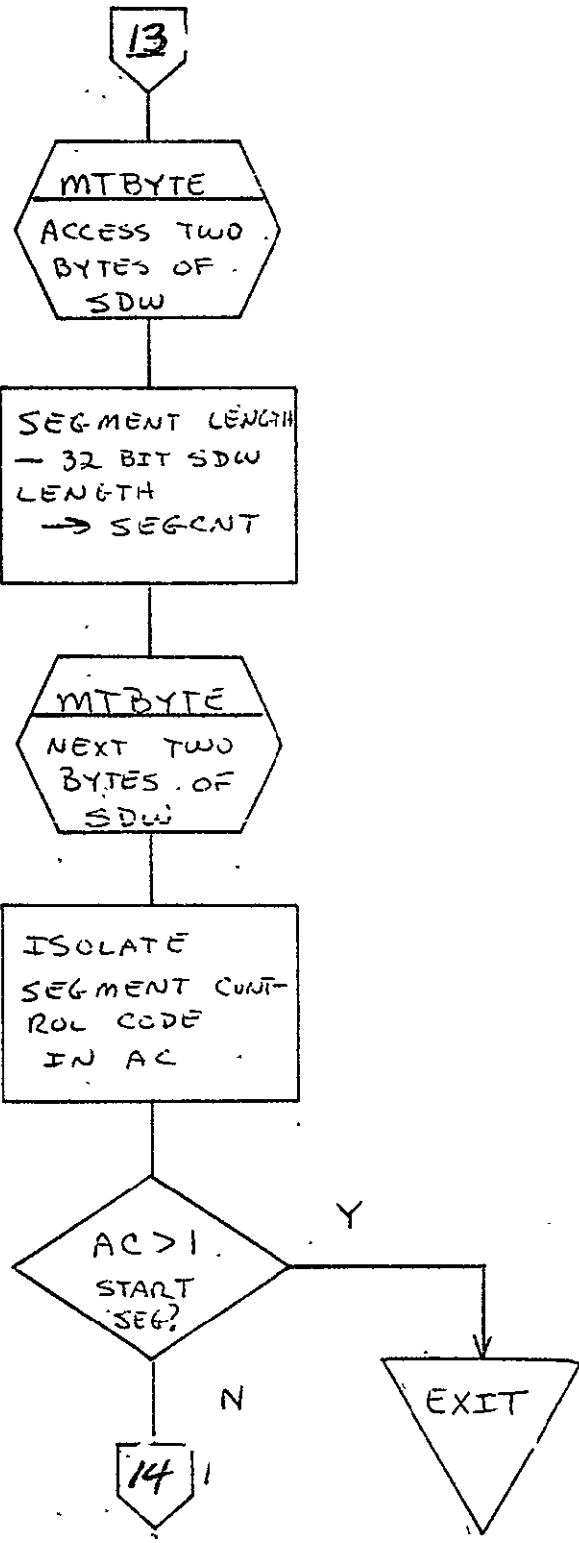 13
MTBYTE
ACCESS TWO
BYTES OF
SDW
SEGMENT LENGTH
- 32 BIT SDW
LENGTH
→ SEGCNT
MTBYTE
NEXT TWO
BYTES OF
SDW
ISOLATE
SEGMENT CONT-
ROL CODE
IN AC
AC > 1
START
SEG?
Y
N
EXIT
14 1